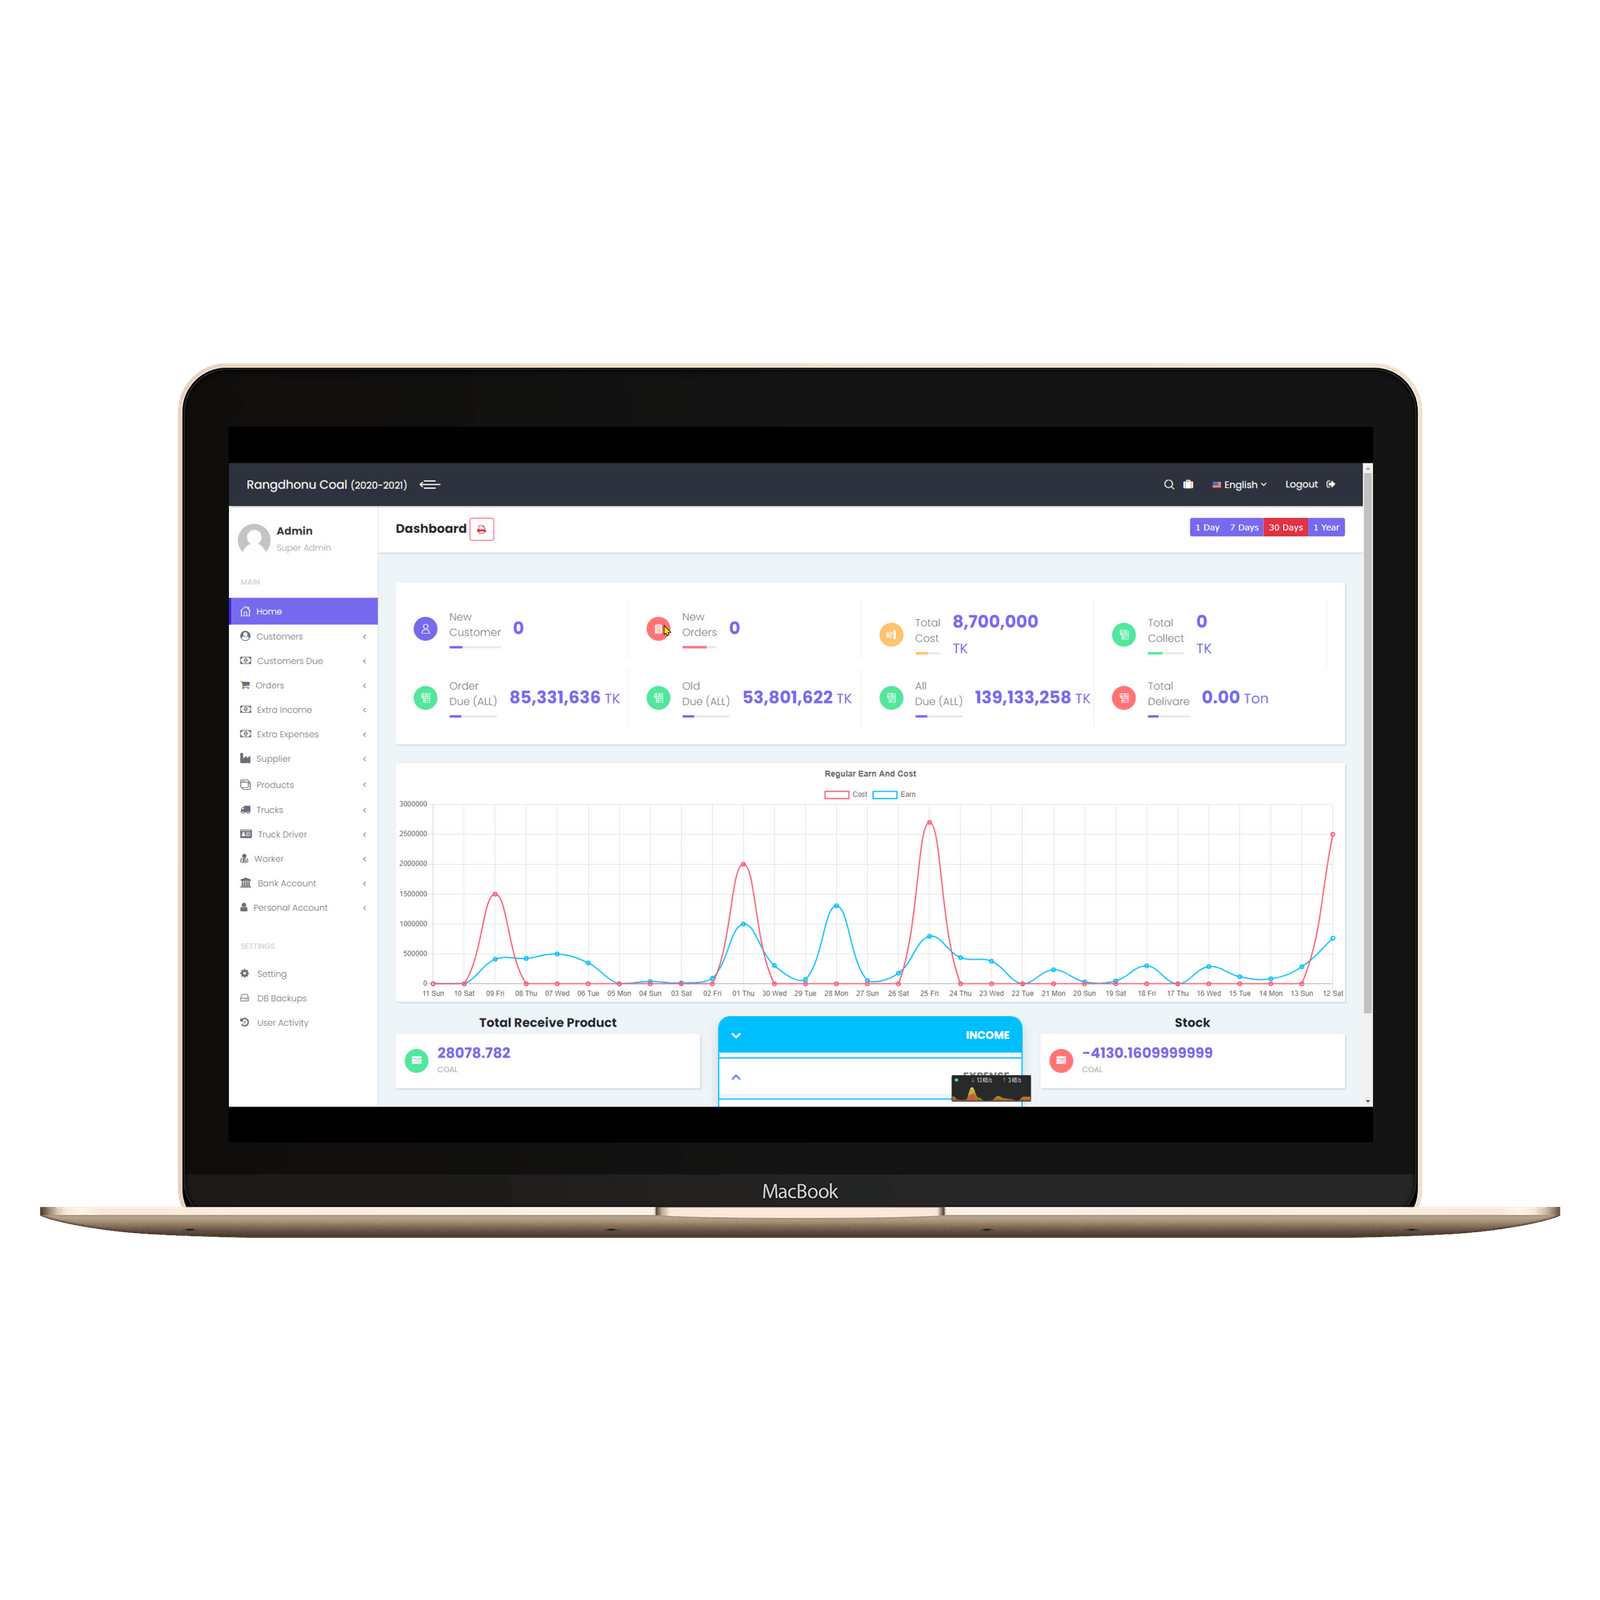 Rangdhonu Coal (2020-2021)
English
Logout
Admin
Super Admin
MAIN
Home
Customers
Customers Due
Orders
Extra Income
Extra Expenses
Supplier
Products
Trucks
Truck Driver
Worker
Bank Account
Personal Account
SETTINGS
Setting
DB Backups
User Activity
Dashboard
1 Day 7 Days 30 Days 1 Year
New
Customer 0
New
Orders 0
Total
Cost 8,700,000
TK
Total
Collect 0
TK
Order
Due (ALL) 85,331,636 TK
Old
Due (ALL) 53,801,622 TK
All
Due (ALL) 139,133,258 TK
Total
Delivare 0.00 Ton
Regular Earn And Cost
Cost Earn
3000000
2500000
2000000
1500000
1000000
500000
0
11 Sun 10 Sat 09 Fri 08 Thu 07 Wed 06 Tue 05 Mon 04 Sun 03 Sat 02 Fri 01 Thu 30 Wed 29 Tue 28 Mon 27 Sun 26 Sat 25 Fri 24 Thu 23 Wed 22 Tue 21 Mon 20 Sun 19 Sat 18 Fri 17 Thu 16 Wed 15 Tue 14 Mon 13 Sun 12 Sat
Total Receive Product
28078.782
COAL
INCOME
EXPENSE
Stock
-4130.1609999999
COAL
MacBook